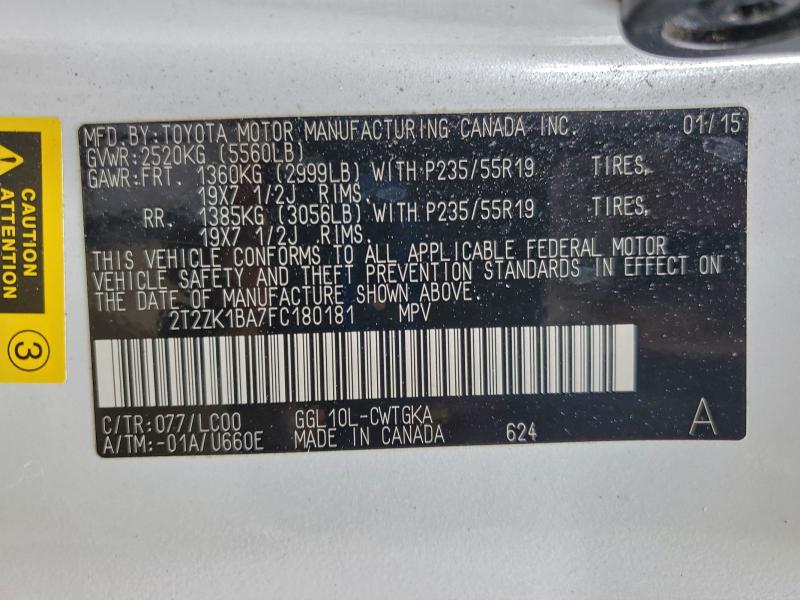 MFD.BY:TOYOTA MOTOR MANUFACTURING CANADA INC. 01/15
GVWR:2520KG (5560LB)
GAWR:FRT. 1360KG (2999LB) WITH P235/55R19 TIRES,
19X7 1/2J RIMS.
RR. 1385KG (3056LB) WITH P235/55R19 TIRES,
19X7 1/2J RIMS.
THIS VEHICLE CONFORMS TO ALL APPLICABLE FEDERAL MOTOR
VEHICLE SAFETY AND THEFT PREVENTION STANDARDS IN EFFECT ON
THE DATE OF MANUFACTURE SHOWN ABOVE.
2T2ZK1BA7FC180181 MPV
C/TR:077/LC00 GGL10L-CWTGKA
A/TM:-01A/U660E MADE IN CANADA 624 A
CAUTION
ATTENTION
3